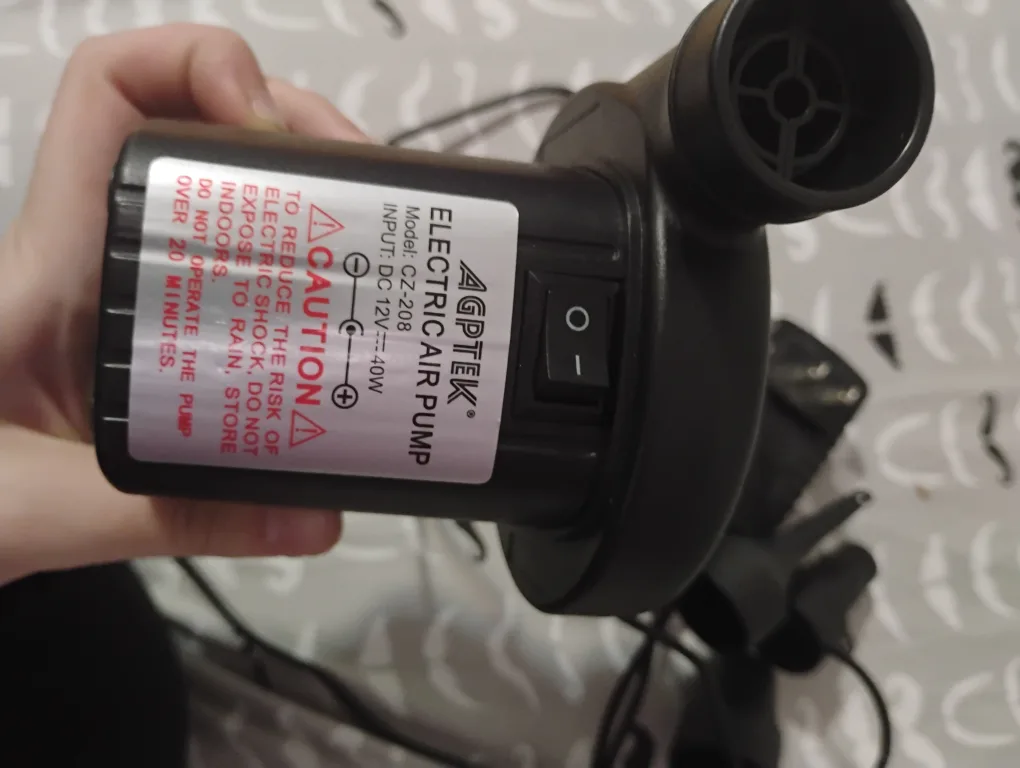 AGPTEK®
ELECTRIC AIR PUMP
Model: CZ-208
INPUT: DC 12V⎓40W
⊖ ⊕
⚠CAUTION⚠
TO REDUCE THE RISK OF
ELECTRIC SHOCK, DO NOT
EXPOSE TO RAIN, STORE
INDOORS.
DO NOT OPERATE THE PUMP
OVER 20 MINUTES.
O
–